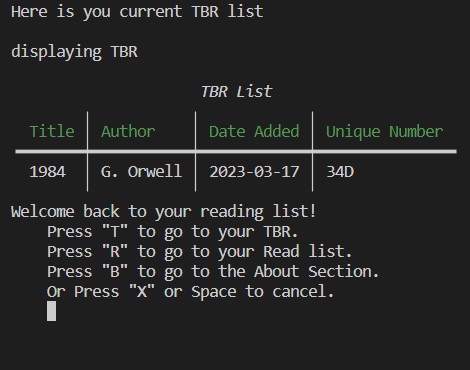 Here is you current TBR list
displaying TBR
TBR List
Title Author Date Added Unique Number
1984 G. Orwell 2023-03-17 34D
Welcome back to your reading list!
Press "T" to go to your TBR.
Press "R" to go to your Read list.
Press "B" to go to the About Section.
Or Press "X" or Space to cancel.